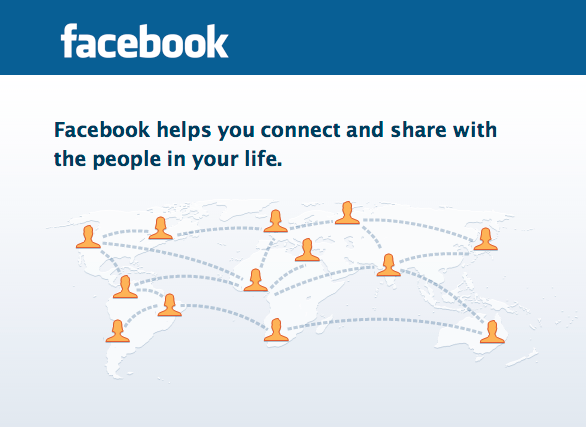 facebook
Facebook helps you connect and share with
the people in your life.